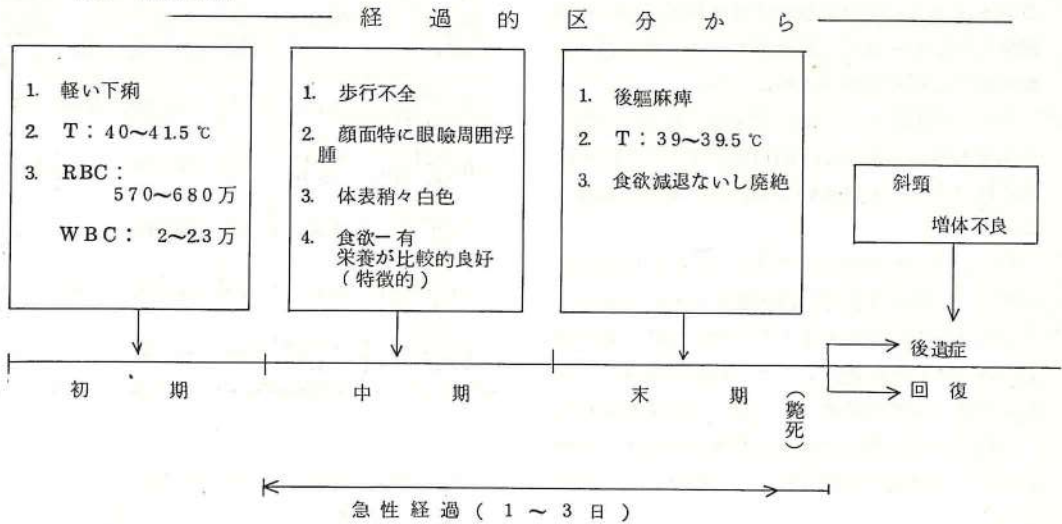 経過的区分から
1. 軽い下痢
2. T：40～41.5℃
3. RBC：
570～680万
WBC：2～2.3万
1. 歩行不全
2. 顔面特に眼瞼周囲浮
腫
3. 体表稍々白色
4. 食欲一有
栄養が比較的良好
（特徴的）
1. 後軀麻痺
2. T：39～39.5℃
3. 食欲減退ないし廃絶
斜頸
増体不良
初期
中期
末期
（斃死）
後遺症
回復
急性経過（1～3日）